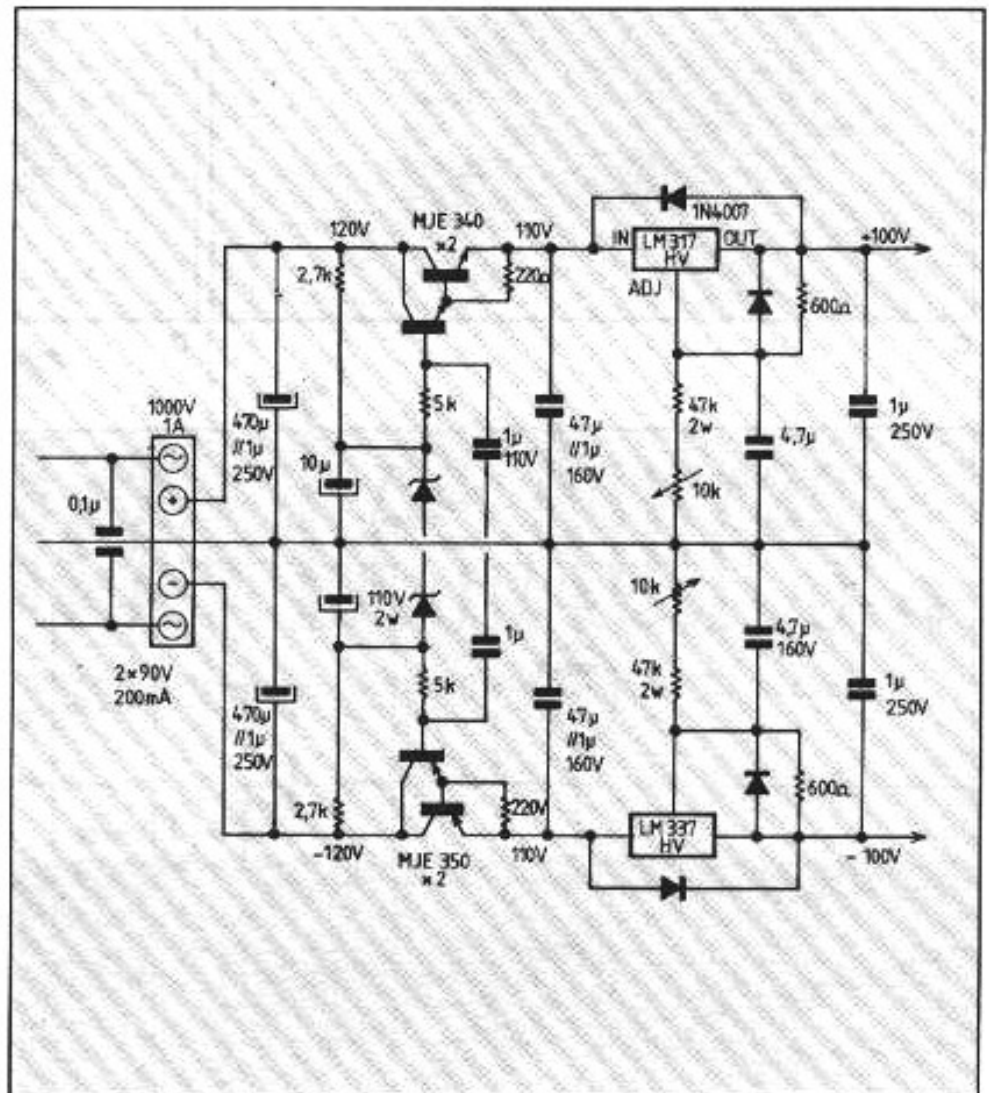 MJE 340
×2
120V
110V
1N4007
IN
LM 317
HV
OUT
ADJ
+100V
2,7k
220Ω
600Ω
1000V
1A
470µ
//1µ
250V
10µ
5k
1µ
110V
47µ
//1µ
160V
47k
2w
10k
4,7µ
1µ
250V
0,1µ
2×90V
200mA
470µ
//1µ
250V
110V
2w
5k
1µ
47µ
//1µ
160V
10k
47k
2w
4,7µ
160V
1µ
250V
2,7k
-120V
MJE 350
×2
220V
110V
LM 337
HV
600Ω
- 100V
~
+
-
~